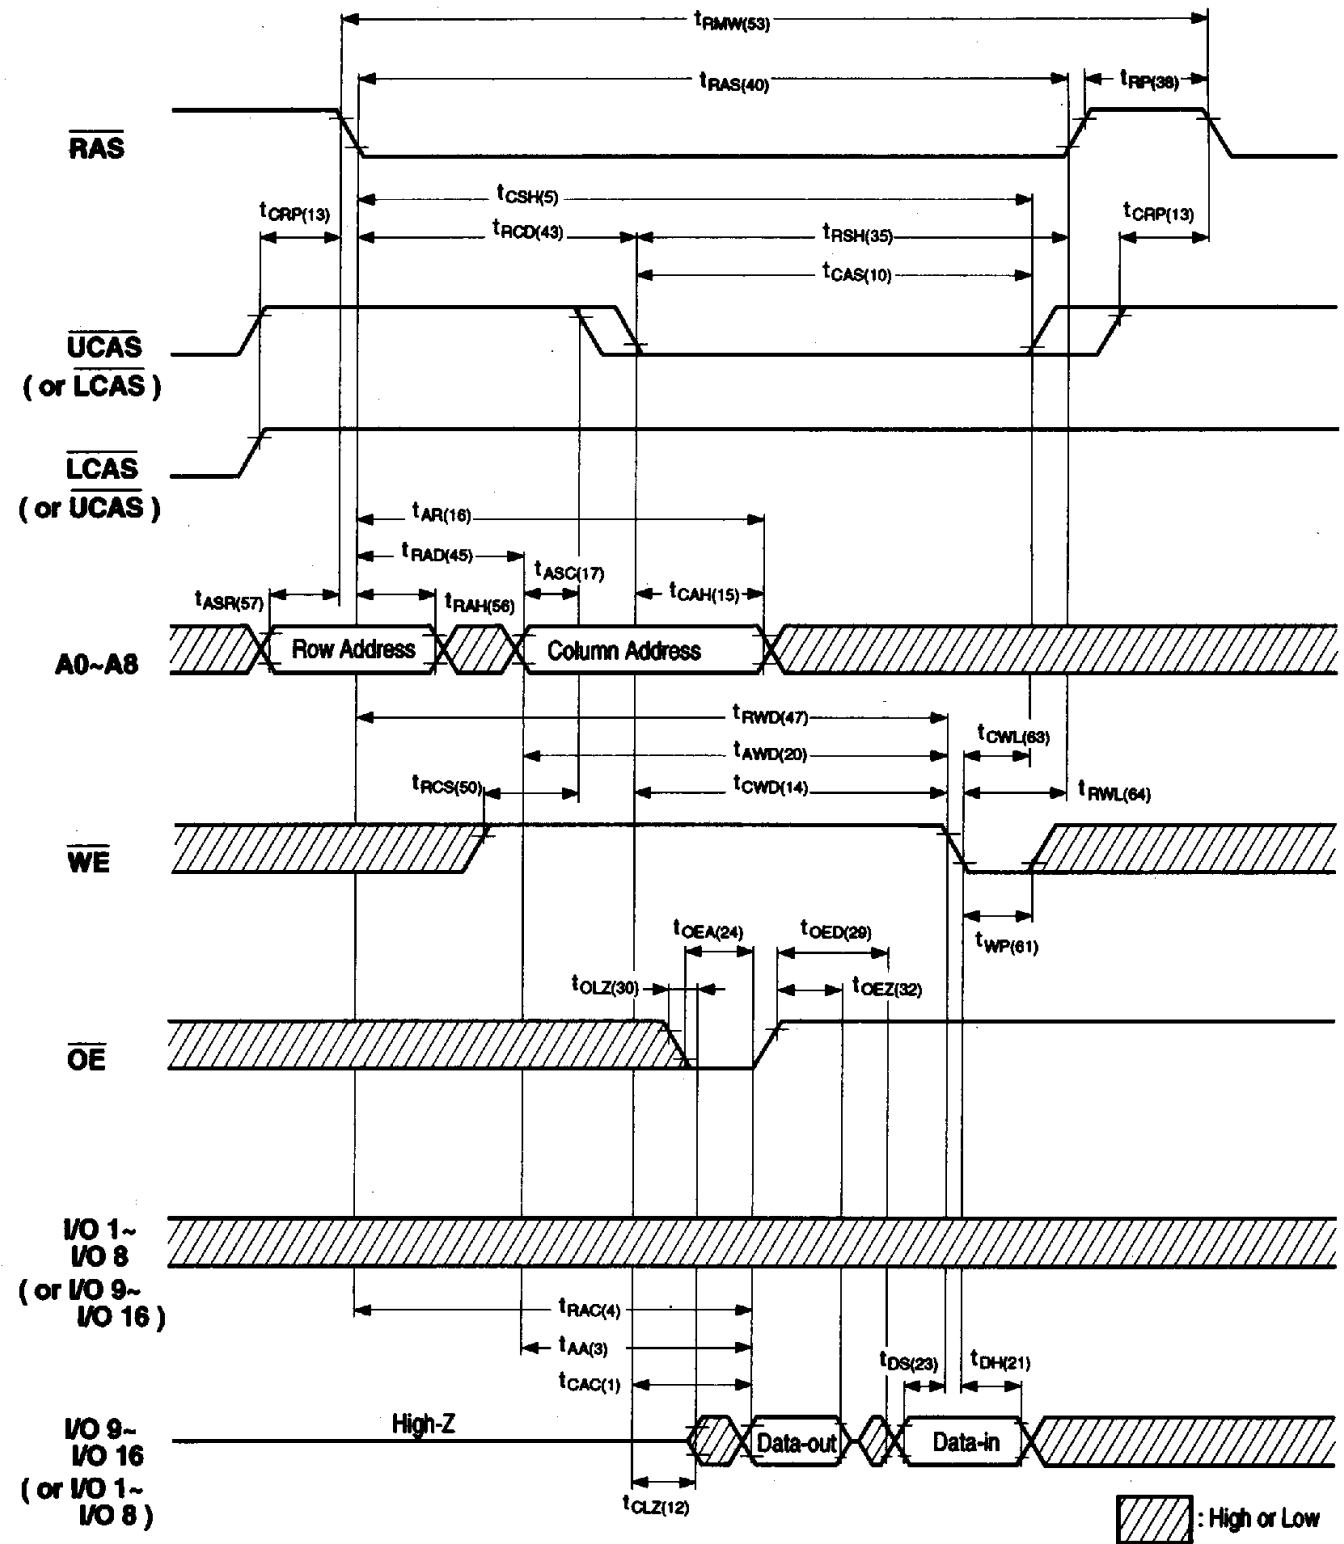 tRMW(53)
tRAS(40)
tRP(38)
RAS
tCSH(5)
tCRP(13)
tRCD(43)
tRSH(35)
tCRP(13)
tCAS(10)
UCAS
( or LCAS )
LCAS
( or UCAS )
tAR(16)
tRAD(45)
tASC(17)
tASR(57)
tRAH(56)
tCAH(15)
A0~A8
Row Address
Column Address
tRWD(47)
tCWL(63)
tAWD(20)
tRCS(50)
tCWD(14)
tRWL(64)
WE
tOEA(24)
tOED(29)
tWP(61)
tOLZ(30)
tOEZ(32)
OE
I/O 1~
I/O 8
( or I/O 9~
I/O 16 )
tRAC(4)
tAA(3)
tCAC(1)
tDS(23)
tDH(21)
I/O 9~
I/O 16
( or I/O 1~
I/O 8 )
High-Z
Data-out
Data-in
tCLZ(12)
: High or Low